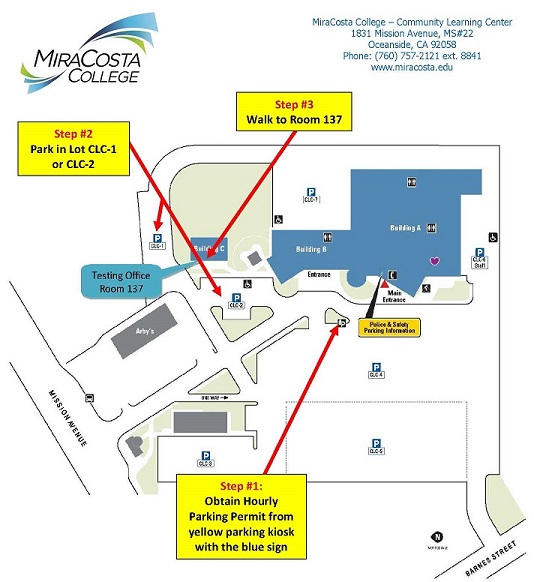 MIRACOSTA
COLLEGE
MiraCosta College – Community Learning Center
1831 Mission Avenue, MS#22
Oceanside, CA 92058
Phone: (760) 757-2121 ext. 8841
www.miracosta.edu
Step #3
Walk to Room 137
Step #2
Park in Lot CLC-1
or CLC-2
P
CLC-7
Building A
P
CLC-1
Building C
Building B
P
CLC-6
Staff
Testing Office
Room 137
Entrance
Main
Entrance
P
CLC-2
Arby's
Police & Safety
Parking Information
P
CLC-4
MISSION AVENUE
ONE WAY
P
CLC-3
P
CLC-5
Step #1:
Obtain Hourly
Parking Permit from
yellow parking kiosk
with the blue sign
N
NOT TO SCALE
BARNES STREET